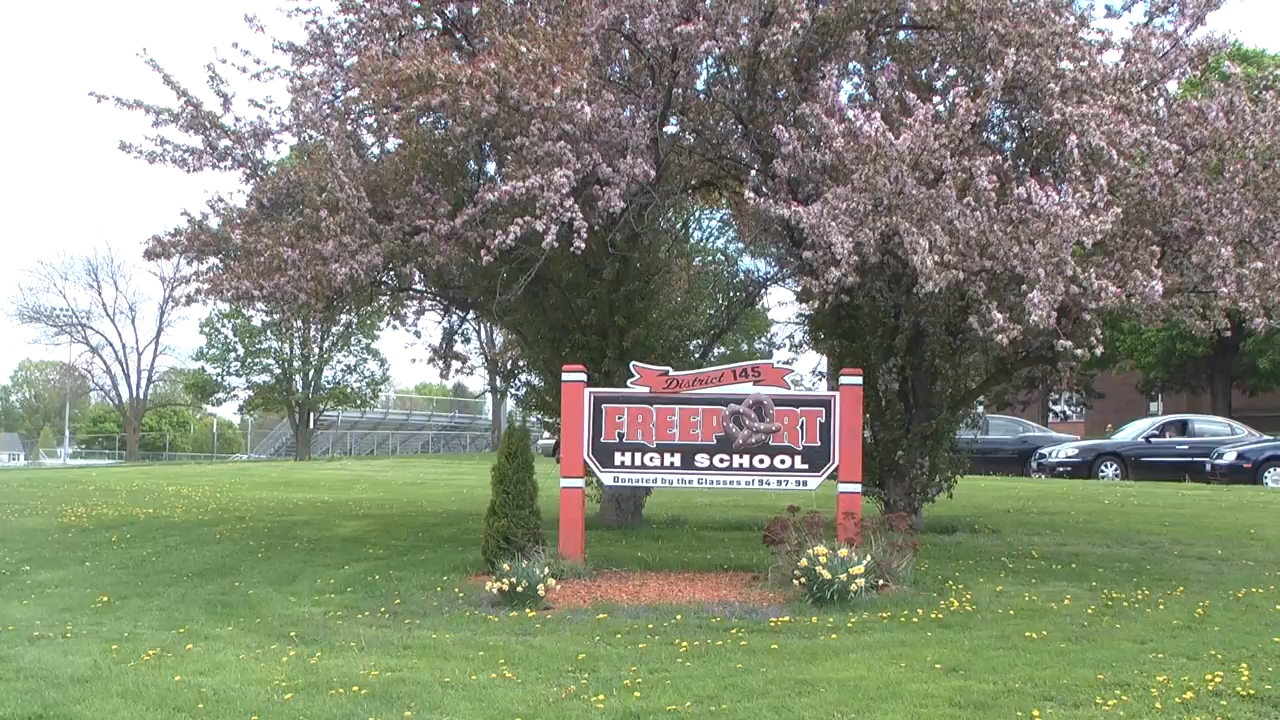 District 145
FREEPORT
HIGH SCHOOL
Donated by the Classes of 94-97-98